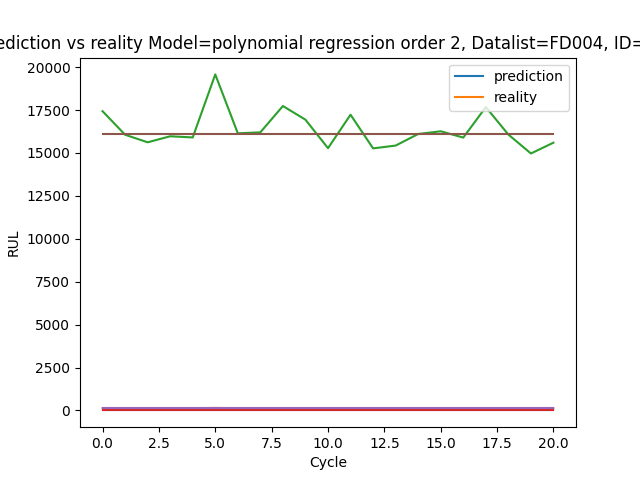 ediction vs reality Model=polynomial regression order 2, Datalist=FD004, ID=
20000
17500
15000
12500
10000
7500
5000
2500
0
RUL
prediction
reality
0.0 2.5 5.0 7.5 10.0 12.5 15.0 17.5 20.0
Cycle